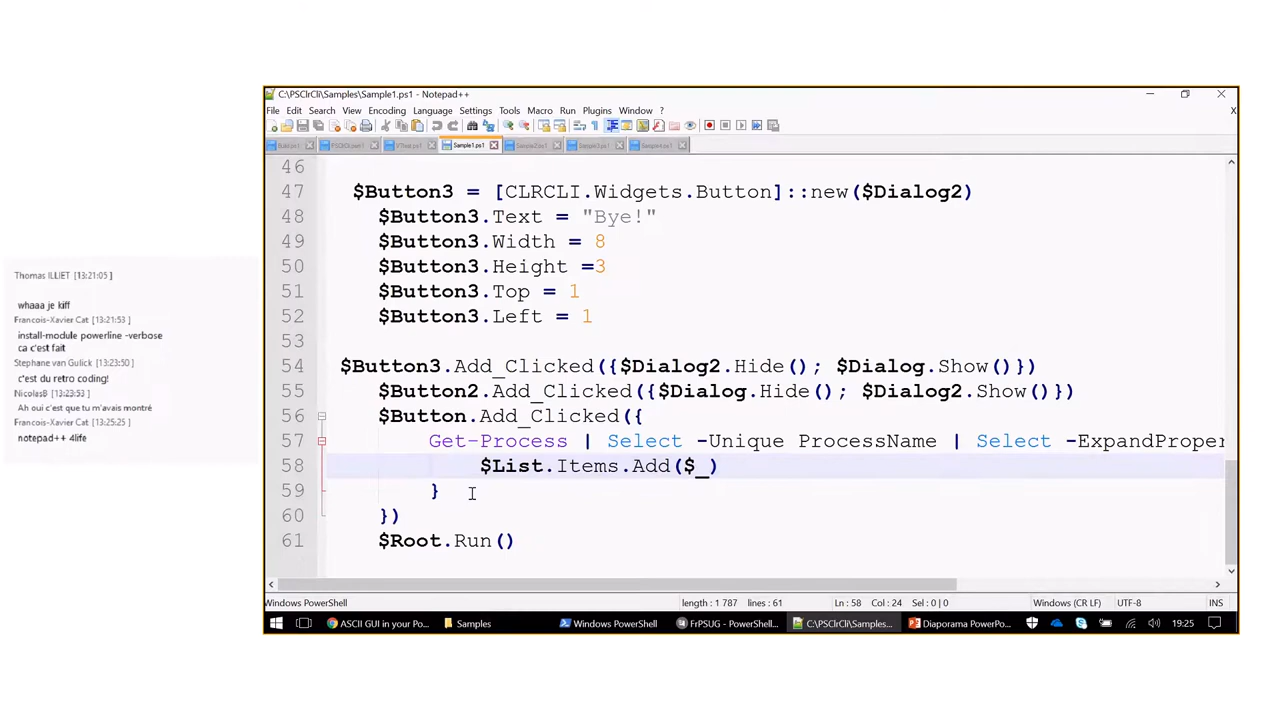 Thomas ILLIET [13:21:05 ]
whaaa je kiff
Francois-Xavier Cat [13:21:53 ]
install-module powerline -verbose
ca c'est fait
Stephane van Gulick [13:23:50 ]
c'est du retro coding!
NicolasB [13:23:53 ]
Ah oui c'est que tu m'avais montré
Francois-Xavier Cat [13:25:25 ]
notepad++ 4life
C:\PSClrCli\Samples\Sample1.ps1 - Notepad++
File Edit Search View Encoding Language Settings Tools Macro Run Plugins Window ? X
Sample1.ps1
46
47 $Button3 = [CLRCLI.Widgets.Button]::new($Dialog2)
48 $Button3.Text = "Bye!"
49 $Button3.Width = 8
50 $Button3.Height =3
51 $Button3.Top = 1
52 $Button3.Left = 1
53
54 $Button3.Add_Clicked({$Dialog2.Hide(); $Dialog.Show()})
55 $Button2.Add_Clicked({$Dialog.Hide(); $Dialog2.Show()})
56 $Button.Add_Clicked({
57 Get-Process | Select -Unique ProcessName | Select -ExpandProper
58 $List.Items.Add($_)
59 }
60 })
61 $Root.Run()
Windows PowerShell length : 1 787 lines : 61 Ln : 58 Col : 24 Sel : 0 | 0 Windows (CR LF) UTF-8 INS
ASCII GUI in your Po... Samples Windows PowerShell FrPSUG - PowerShell... C:\PSClrCli\Samples... Diaporama PowerPo... 19:25